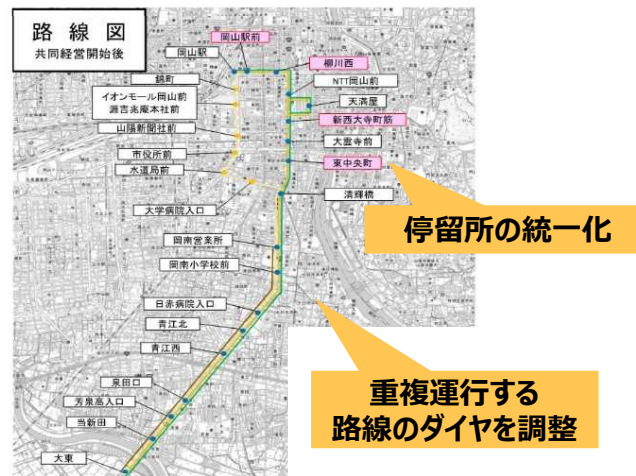 路線図
共同経営開始後
岡山駅前
岡山駅
柳川西
錦町
NTT岡山前
イオンモール岡山前
源吉兆庵本社前
天満屋
新西大寺町筋
山陽新聞社前
大雲寺前
市役所前
東中央町
水道局前
大学病院入口
清輝橋
停留所の統一化
岡南営業所
岡南小学校前
日赤病院入口
青江北
青江西
重複運行する
路線のダイヤを調整
泉田口
芳泉高入口
当新田
大東